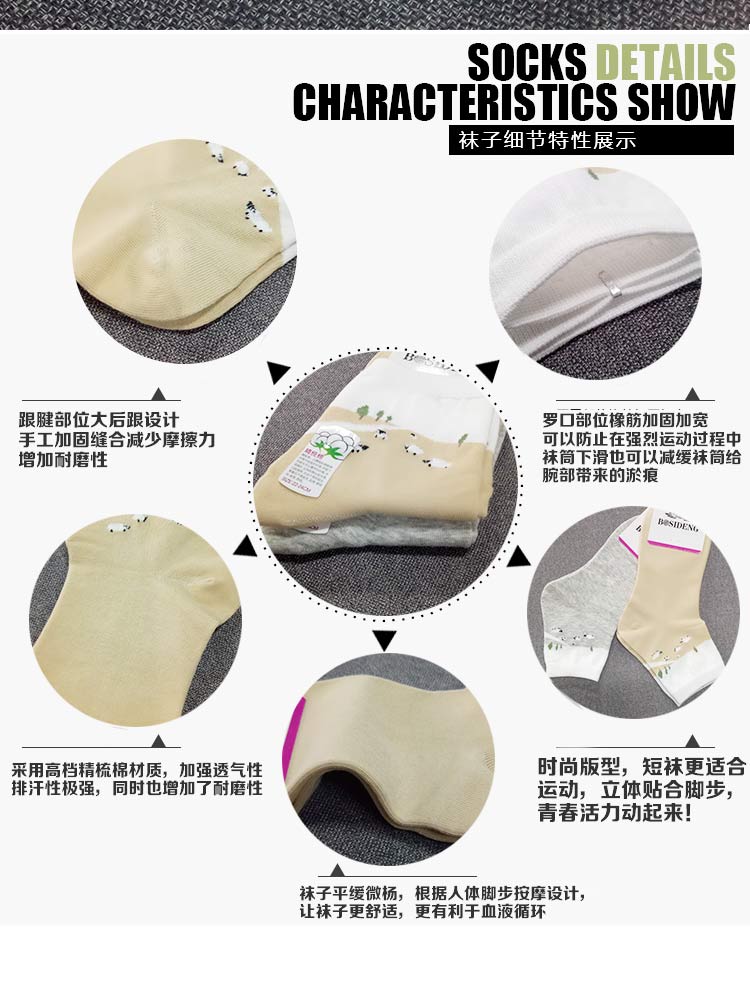 SOCKS DETAILS
CHARACTERISTICS SHOW
袜子细节特性展示
跟腱部位大后跟设计
手工加固缝合减少摩擦力
增加耐磨性
罗口部位橡筋加固加宽
可以防止在强烈运动过程中
袜筒下滑也可以减缓袜筒给
腕部带来的淤痕
SIZE:22-24CM
B@SIDENG
采用高档精梳棉材质，加强透气性
排汗性极强，同时也增加了耐磨性
时尚版型，短袜更适合
运动，立体贴合脚步，
青春活力动起来！
袜子平缓微杨，根据人体脚步按摩设计，
让袜子更舒适，更有利于血液循环